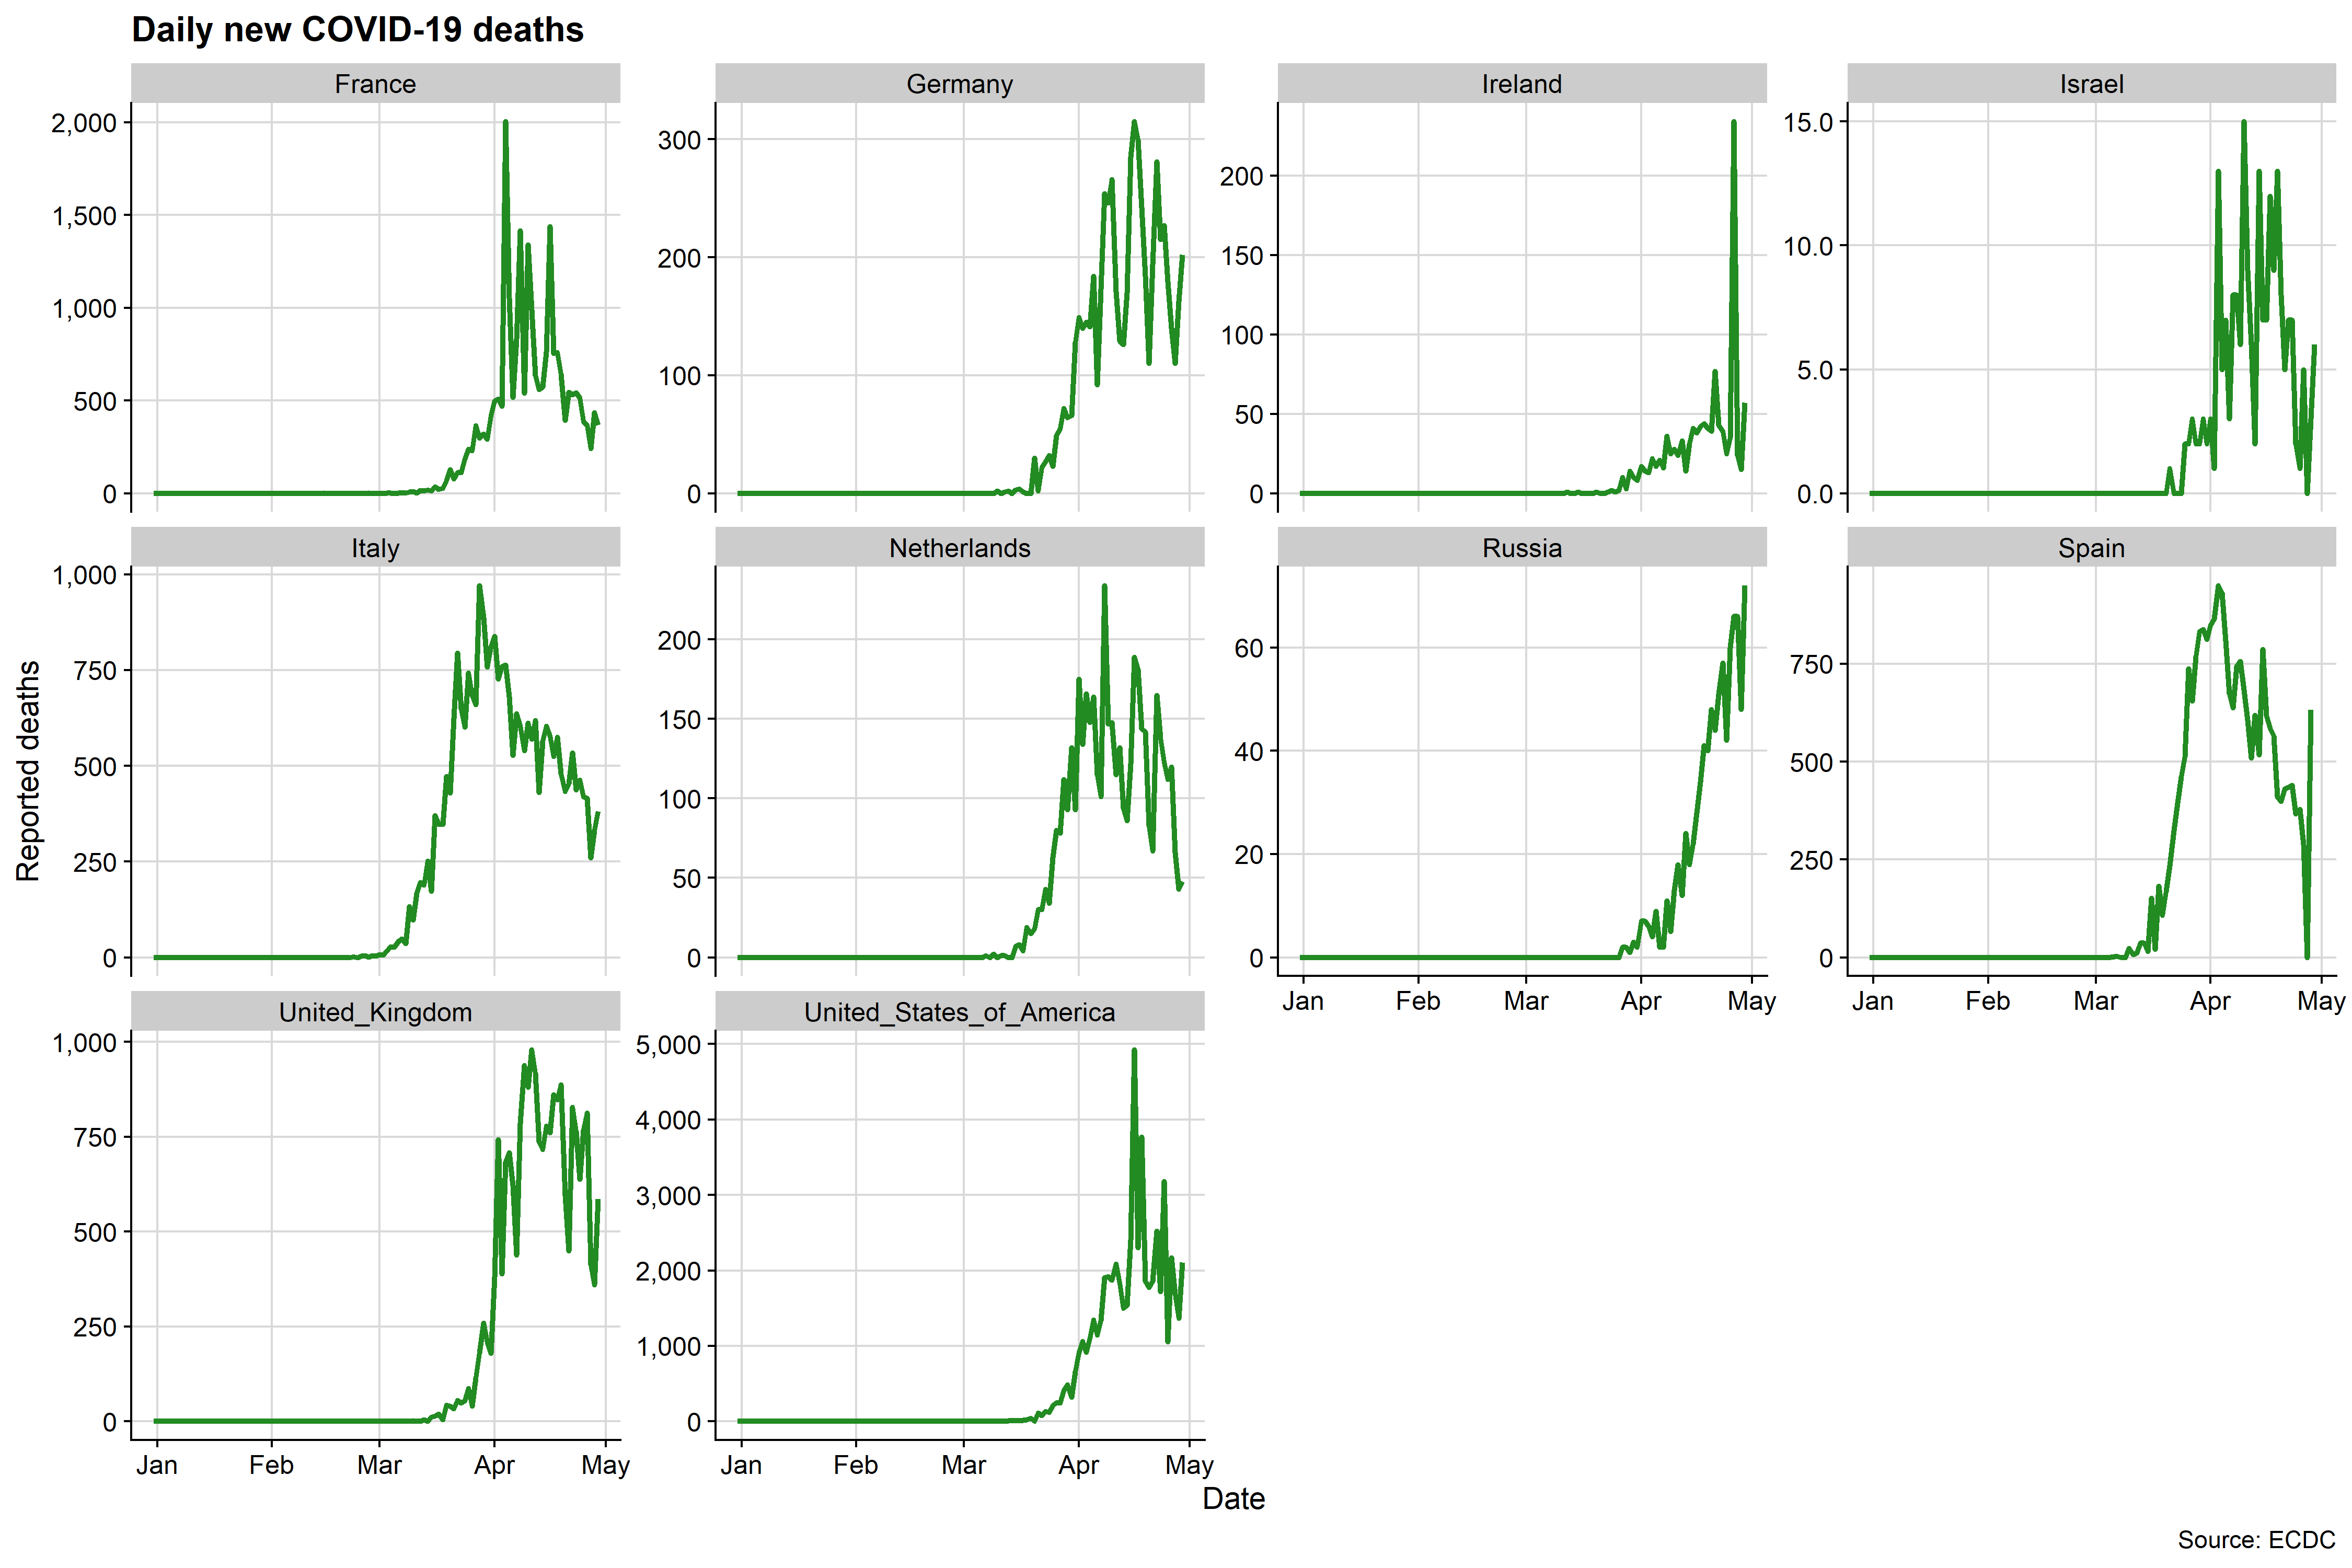 Daily new COVID-19 deaths
France
Germany
Ireland
Israel
2,000
1,500
1,000
500
0
300
200
100
0
200
150
100
50
0
15.0
10.0
5.0
0.0
Italy
Netherlands
Russia
Spain
1,000
750
500
250
0
200
150
100
50
0
60
40
20
0
750
500
250
0
Jan Feb Mar Apr May
Jan Feb Mar Apr May
United_Kingdom
United_States_of_America
1,000
750
500
250
0
5,000
4,000
3,000
2,000
1,000
0
Jan Feb Mar Apr May
Jan Feb Mar Apr May
Reported deaths
Date
Source: ECDC